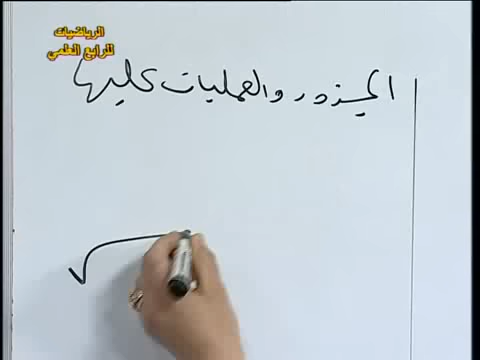 الرياضيات
للرابع العلمي
الجذور والعمليات عليها